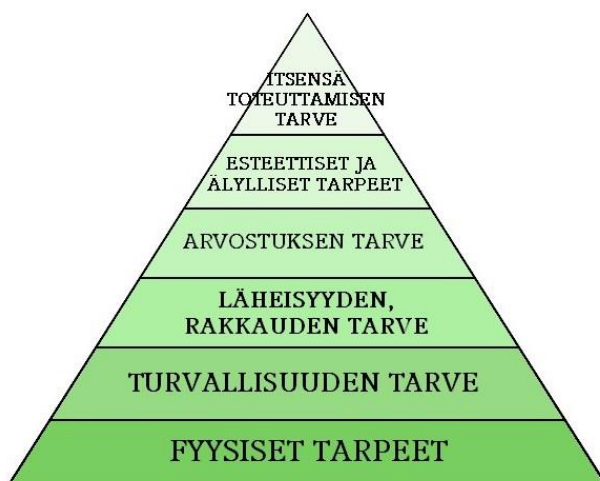 ITSENSÄ
TOTEUTTAMISEN
TARVE
ESTEETTISET JA
ÄLYLLISET TARPEET
ARVOSTUKSEN TARVE
LÄHEISYYDEN,
RAKKAUDEN TARVE
TURVALLISUUDEN TARVE
FYYSISET TARPEET